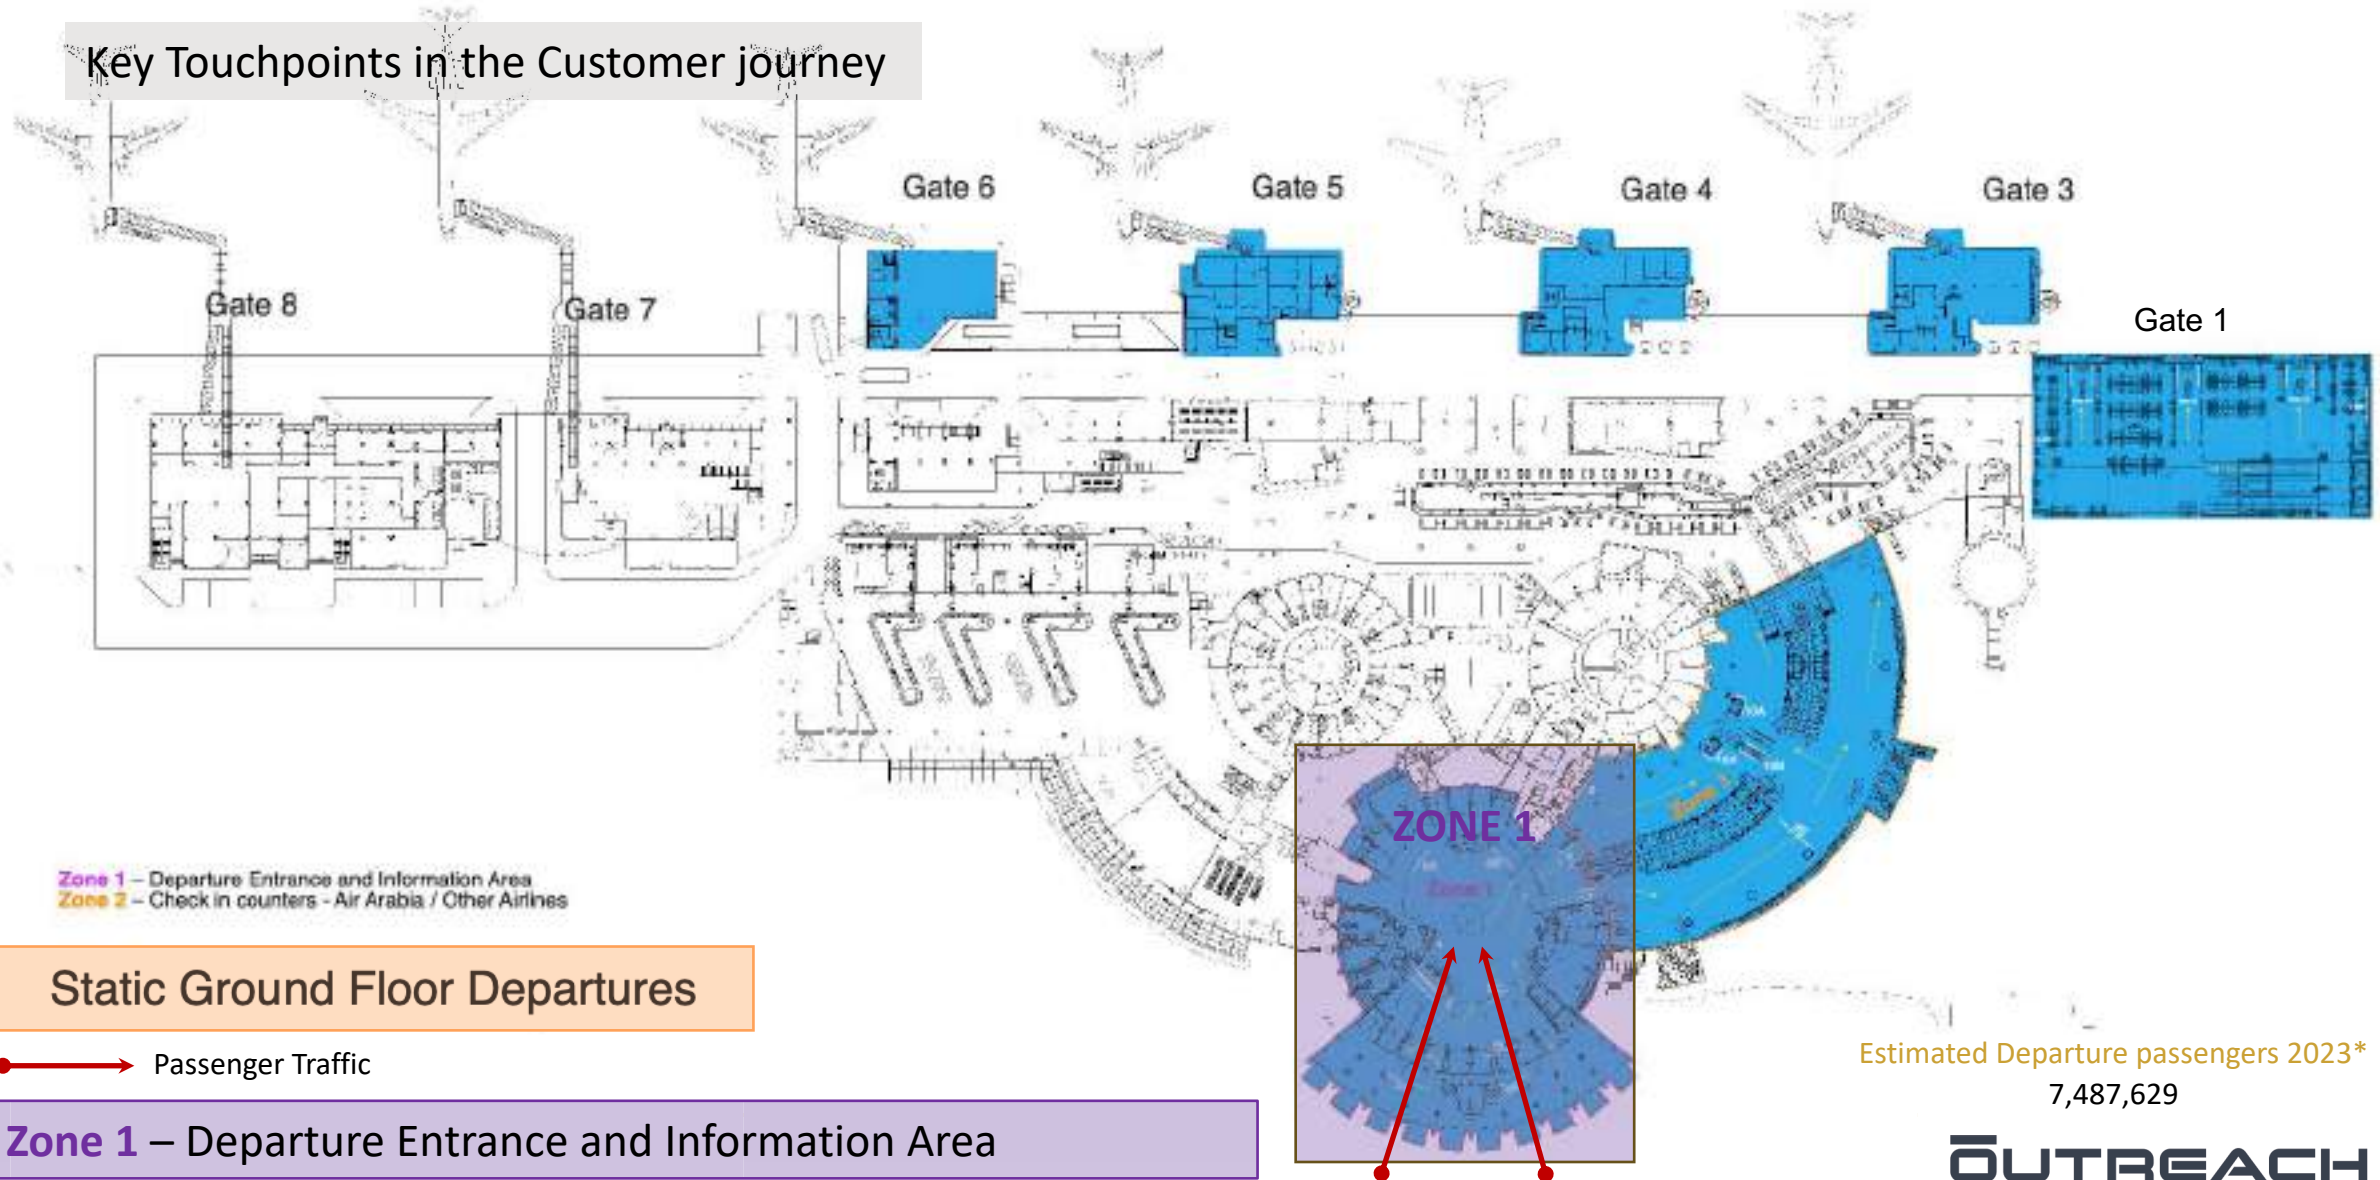 Key Touchpoints in the Customer journey
Gate 6
Gate 5
Gate 4
Gate 3
Gate 8
Gate 7
Gate 1
ZONE 1
Zone 1
Zone
Zone 1 – Departure Entrance and Information Area
Zone 2 – Check in counters - Air Arabia / Other Airlines
Static Ground Floor Departures
Passenger Traffic
Estimated Departure passengers 2023*
7,487,629
Zone 1 – Departure Entrance and Information Area
OUTREACH